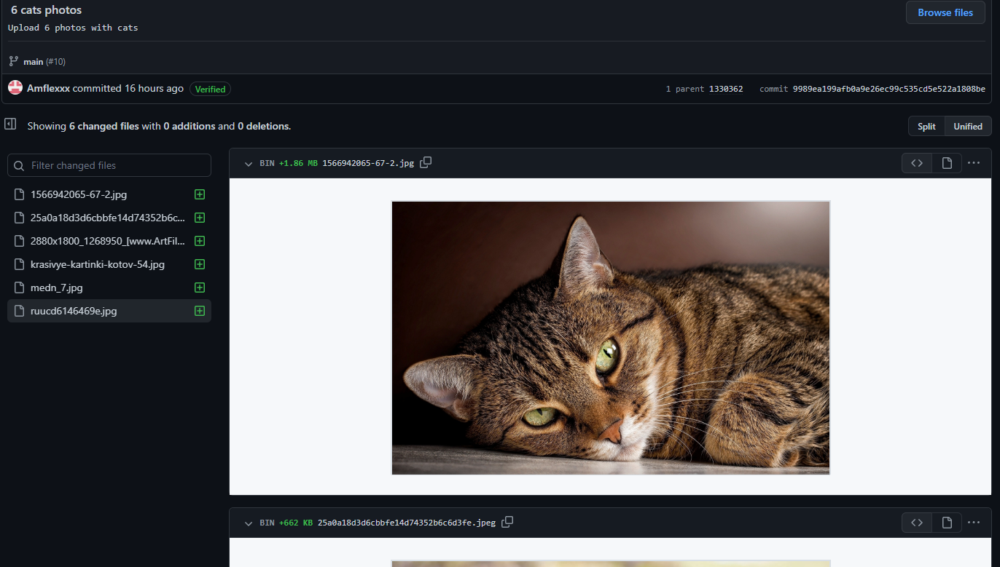 6 cats photos
Browse files
Upload 6 photos with cats
main (#10)
Amflexxx committed 16 hours ago Verified
1 parent 1330362 commit 9989ea199afb0a9e26ec99c535cd5e522a1808be
Showing 6 changed files with 0 additions and 0 deletions.
Split Unified
Filter changed files
1566942065-67-2.jpg
25a0a18d3d6cbbfe14d74352b6c...
2880x1800_1268950_[www.ArtFil...
krasivye-kartinki-kotov-54.jpg
medn_7.jpg
ruucd6146469e.jpg
BIN +1.86 MB 1566942065-67-2.jpg
BIN +662 KB 25a0a18d3d6cbbfe14d74352b6c6d3fe.jpeg